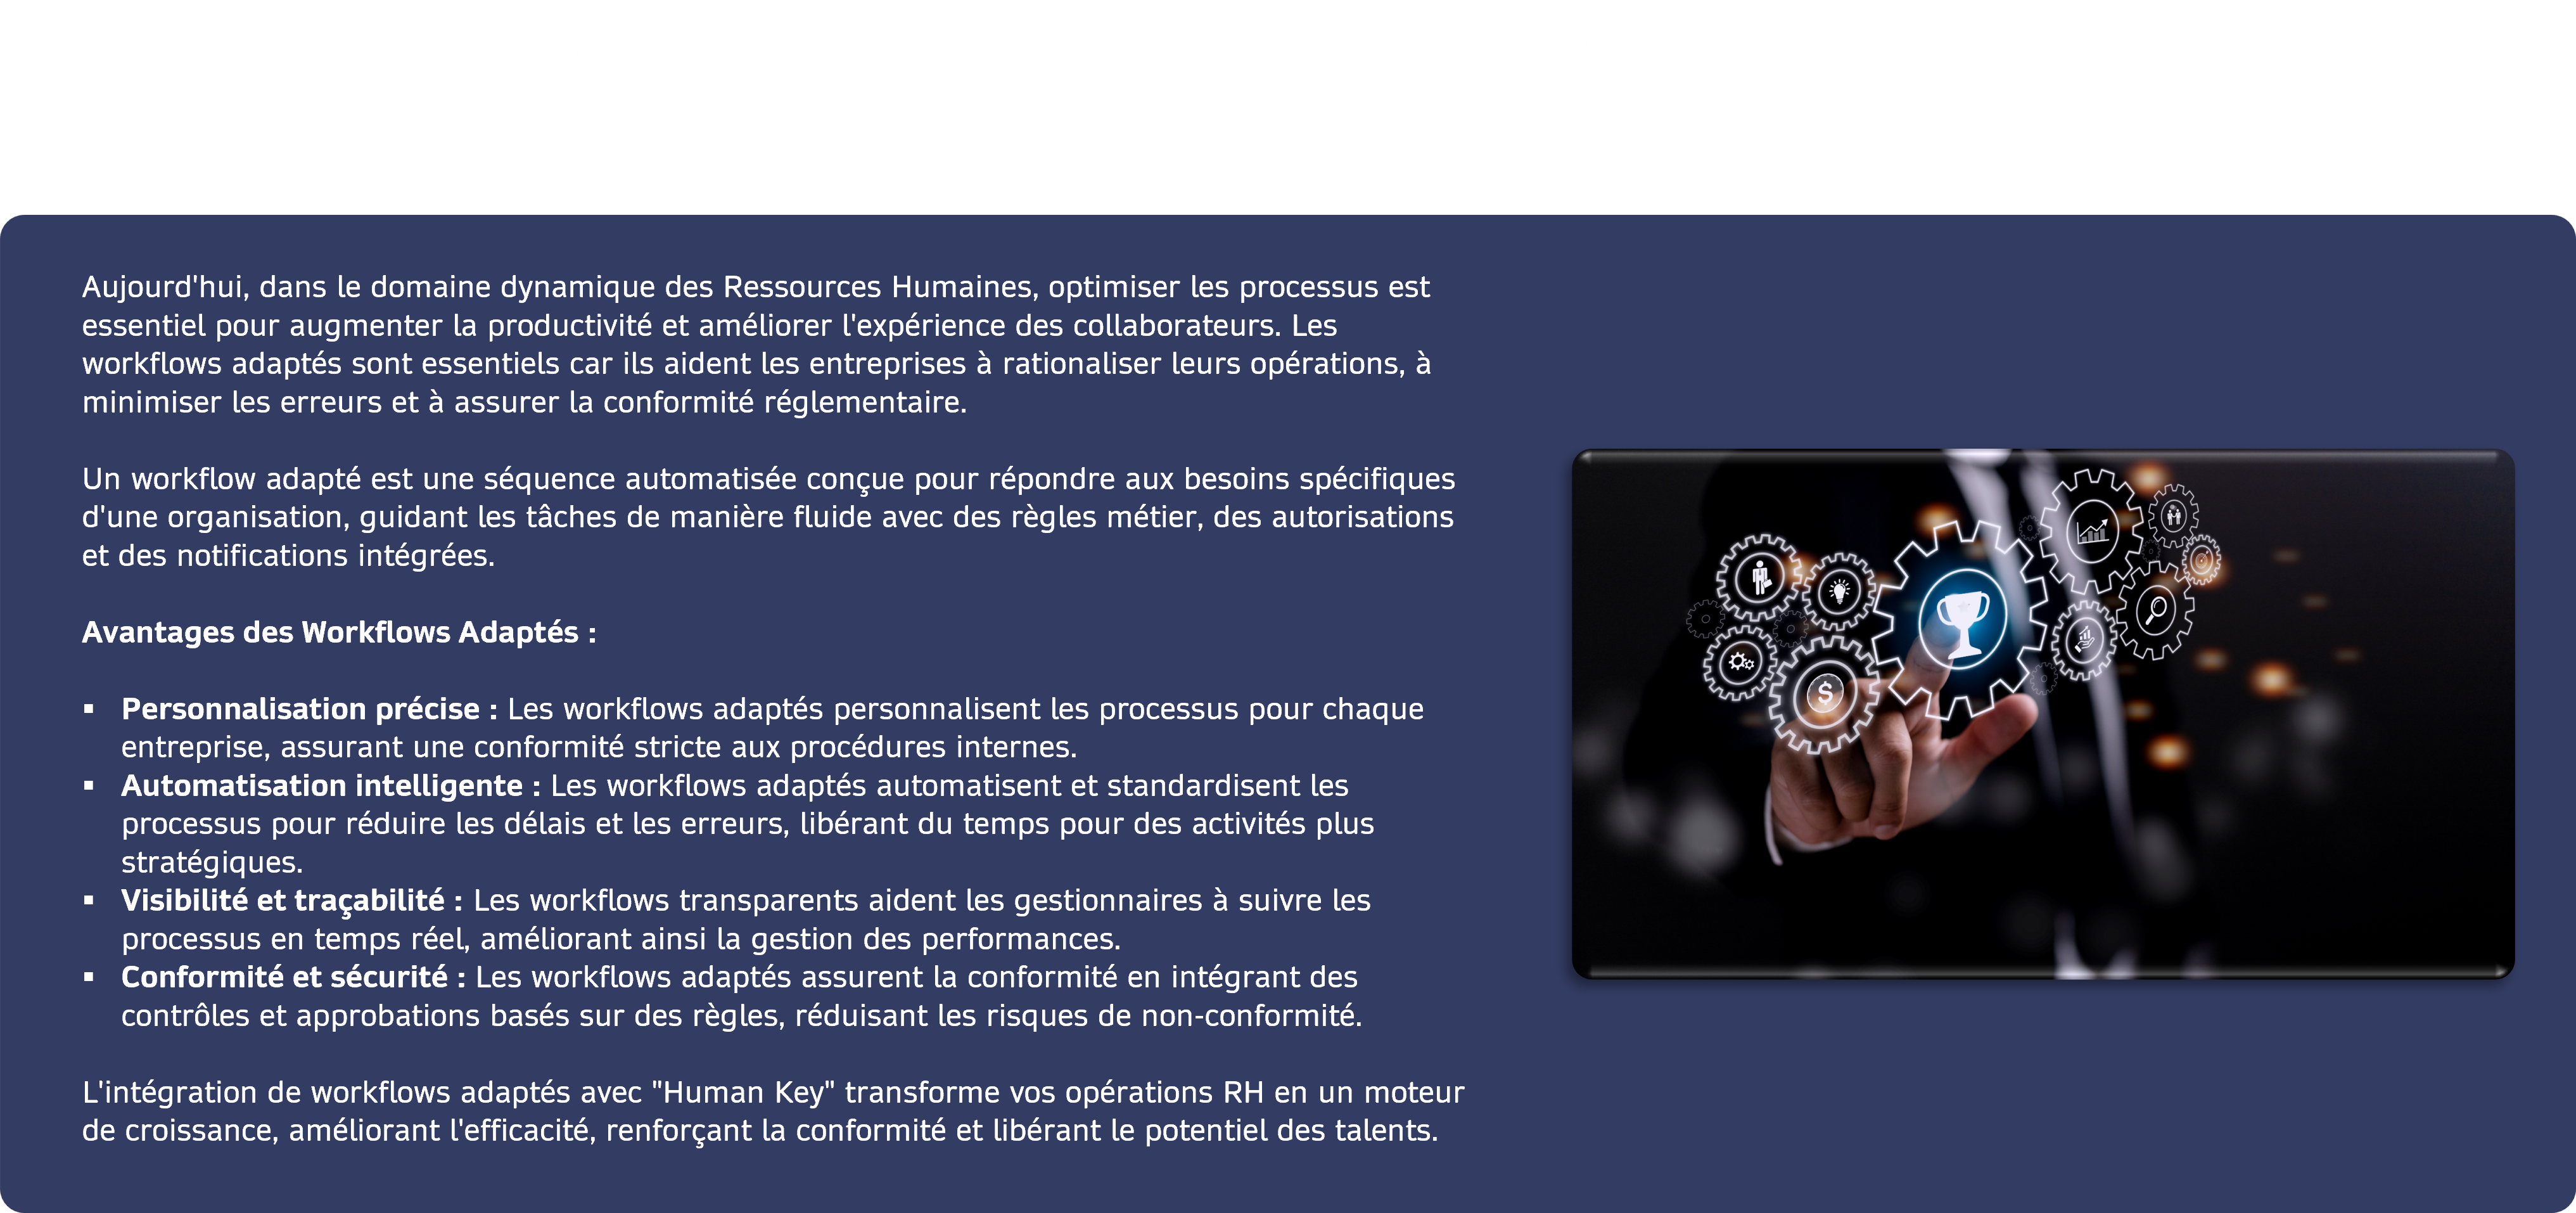 Aujourd'hui, dans le domaine dynamique des Ressources Humaines, optimiser les processus est
essentiel pour augmenter la productivité et améliorer l'expérience des collaborateurs. Les
workflows adaptés sont essentiels car ils aident les entreprises à rationaliser leurs opérations, à
minimiser les erreurs et à assurer la conformité réglementaire.
Un workflow adapté est une séquence automatisée conçue pour répondre aux besoins spécifiques
d'une organisation, guidant les tâches de manière fluide avec des règles métier, des autorisations
et des notifications intégrées.
Avantages des Workflows Adaptés :
▪ Personnalisation précise : Les workflows adaptés personnalisent les processus pour chaque
entreprise, assurant une conformité stricte aux procédures internes.
▪ Automatisation intelligente : Les workflows adaptés automatisent et standardisent les
processus pour réduire les délais et les erreurs, libérant du temps pour des activités plus
stratégiques.
▪ Visibilité et traçabilité : Les workflows transparents aident les gestionnaires à suivre les
processus en temps réel, améliorant ainsi la gestion des performances.
▪ Conformité et sécurité : Les workflows adaptés assurent la conformité en intégrant des
contrôles et approbations basés sur des règles, réduisant les risques de non-conformité.
L'intégration de workflows adaptés avec "Human Key" transforme vos opérations RH en un moteur
de croissance, améliorant l'efficacité, renforçant la conformité et libérant le potentiel des talents.
$